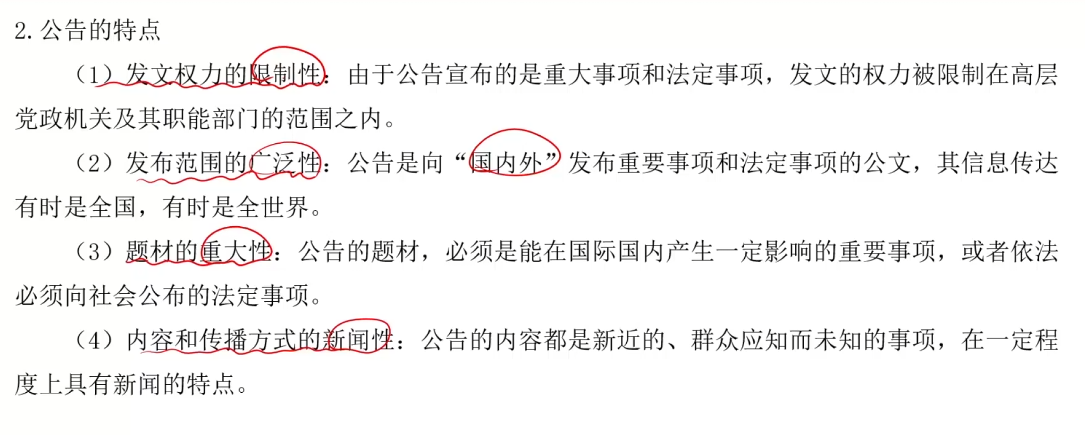 2.公告的特点
（1）发文权力的限制性：由于公告宣布的是重大事项和法定事项，发文的权力被限制在高层
党政机关及其职能部门的范围之内。
（2）发布范围的广泛性：公告是向“国内外”发布重要事项和法定事项的公文，其信息传达
有时是全国，有时是全世界。
（3）题材的重大性：公告的题材，必须是能在国际国内产生一定影响的重要事项，或者依法
必须向社会公布的法定事项。
（4）内容和传播方式的新闻性：公告的内容都是新近的、群众应知而未知的事项，在一定程
度上具有新闻的特点。